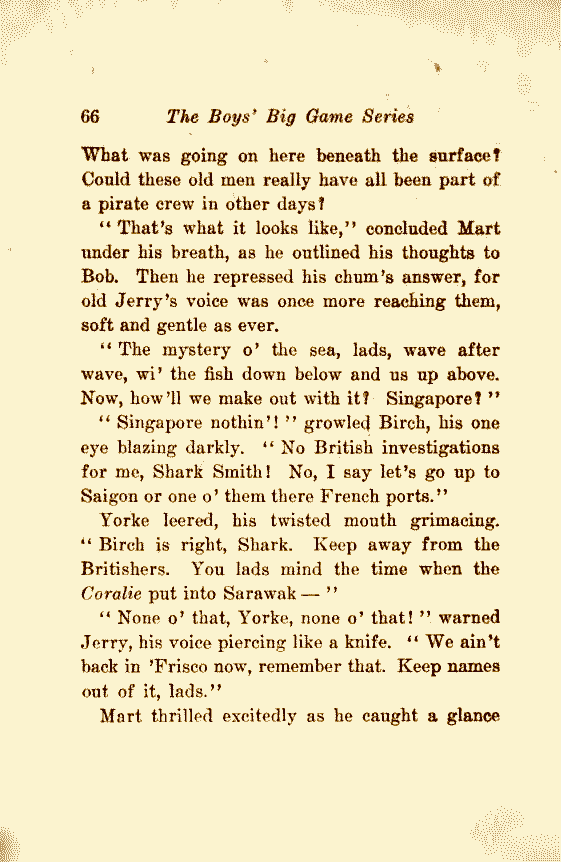 66 The Boys' Big Game Series
What was going on here beneath the surface?
Could these old men really have all been part of
a pirate crew in other days?
"That's what it looks like," concluded Mart
under his breath, as he outlined his thoughts to
Bob. Then he repressed his chum's answer, for
old Jerry's voice was once more reaching them,
soft and gentle as ever.
"The mystery o' the sea, lads, wave after
wave, wi' the fish down below and us up above.
Now, how'll we make out with it? Singapore?"
"Singapore nothin'!" growled Birch, his one
eye blazing darkly. "No British investigations
for me, Shark Smith! No, I say let's go up to
Saigon or one o' them there French ports."
Yorke leered, his twisted mouth grimacing.
"Birch is right, Shark. Keep away from the
Britishers. You lads mind the time when the
Coralie put into Sarawak—"
"None o' that, Yorke, none o' that!" warned
Jerry, his voice piercing like a knife. "We ain't
back in 'Frisco now, remember that. Keep names
out of it, lads."
Mart thrilled excitedly as he caught a glance